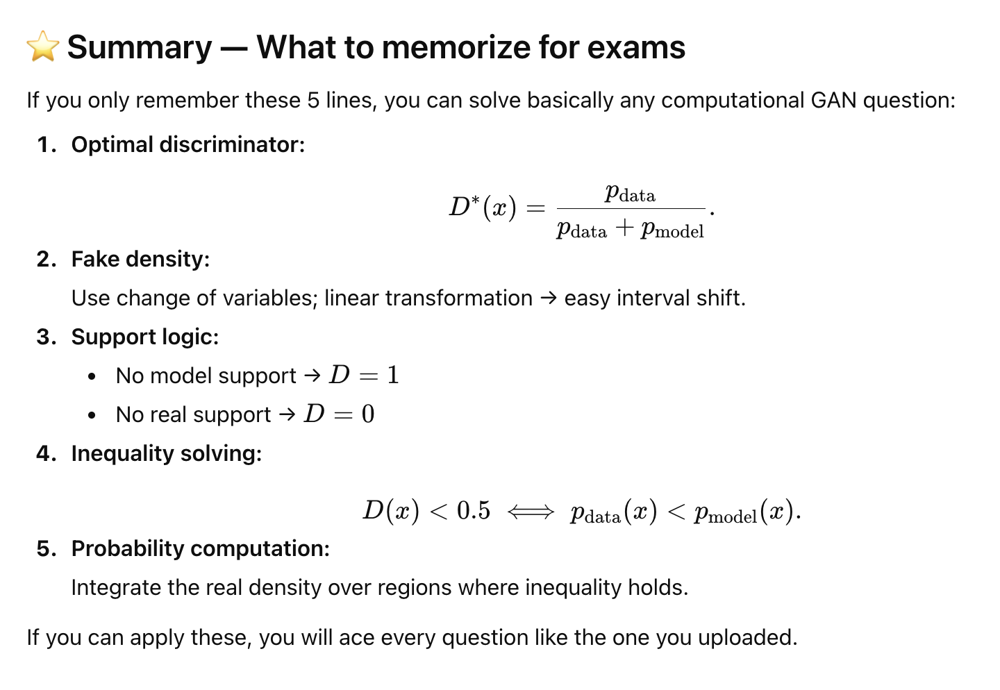 ⭐ Summary — What to memorize for exams
If you only remember these 5 lines, you can solve basically any computational GAN question:
1. Optimal discriminator:
D*(x) = p_data / (p_data + p_model).
2. Fake density:
Use change of variables; linear transformation → easy interval shift.
3. Support logic:
• No model support → D = 1
• No real support → D = 0
4. Inequality solving:
D(x) < 0.5 ⟺ p_data(x) < p_model(x).
5. Probability computation:
Integrate the real density over regions where inequality holds.
If you can apply these, you will ace every question like the one you uploaded.